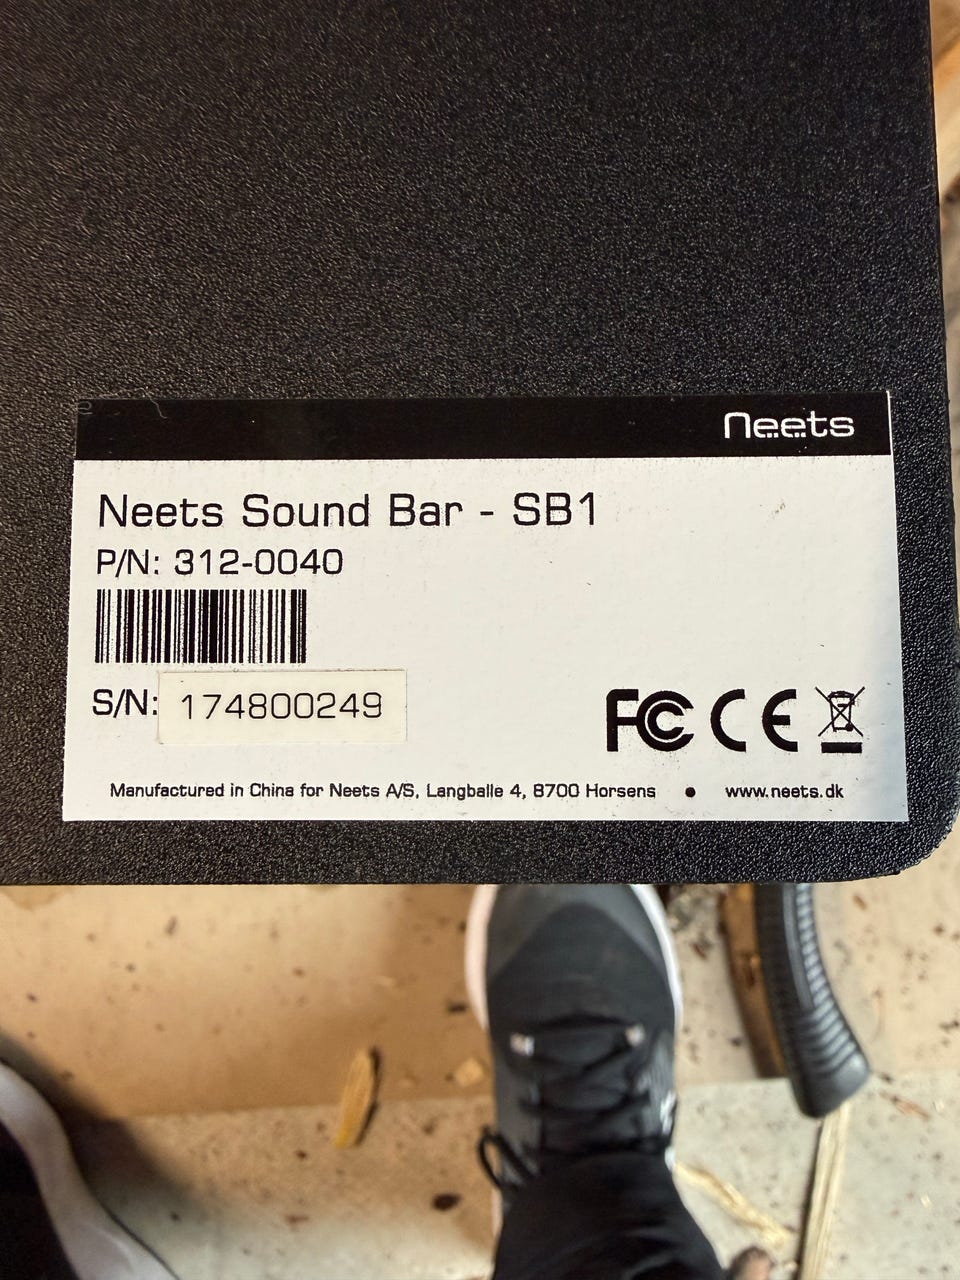 Neets
Neets Sound Bar - SB1
P/N: 312-0040
S/N: 174800249
FC CE
Manufactured in China for Neets A/S, Langballe 4, 8700 Horsens • www.neets.dk